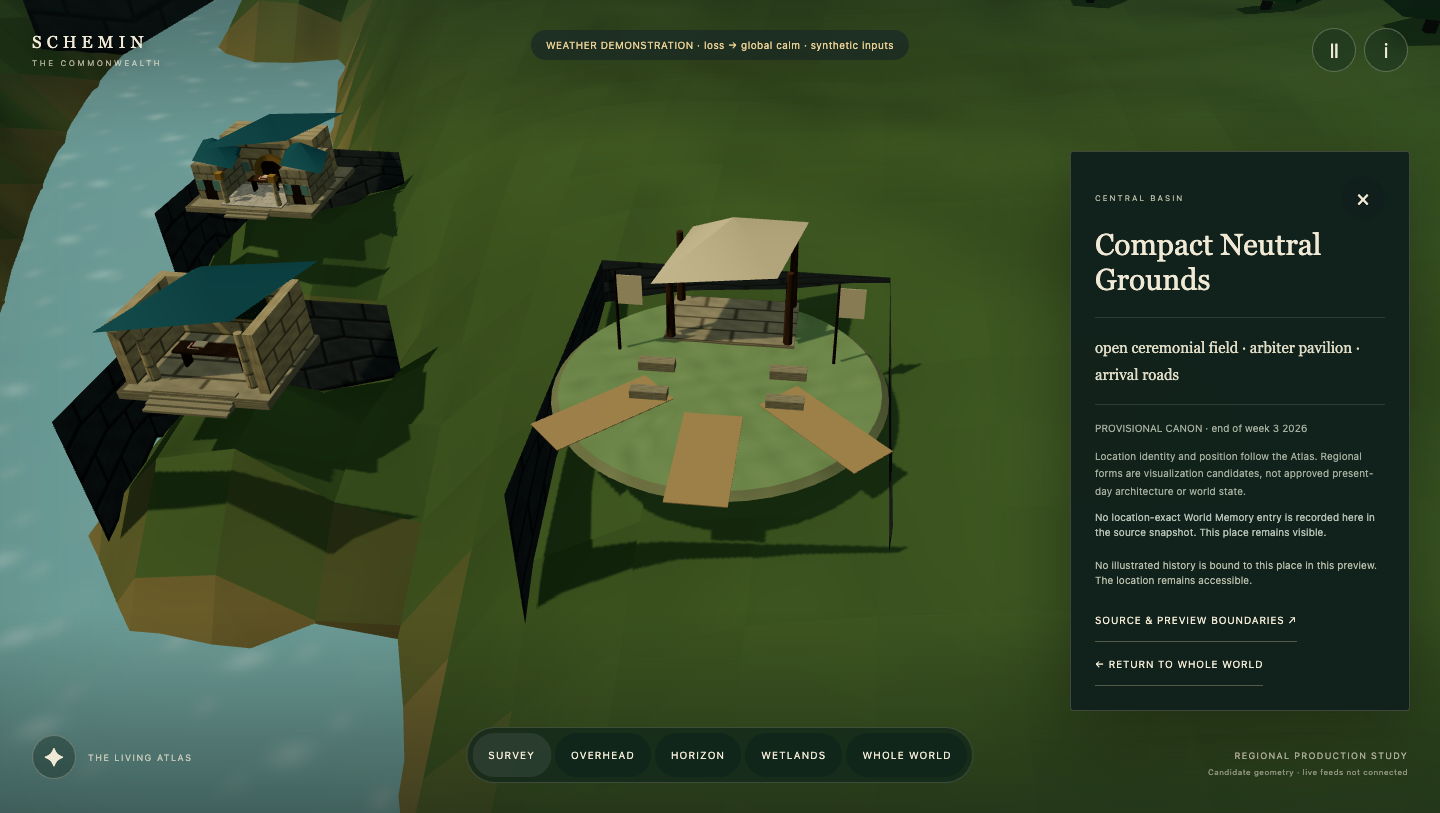 SCHEMIN
THE COMMONWEALTH
WEATHER DEMONSTRATION · loss → global calm · synthetic inputs
CENTRAL BASIN
Compact Neutral
Grounds
open ceremonial field · arbiter pavilion ·
arrival roads
PROVISIONAL CANON · end of week 3 2026
Location identity and position follow the Atlas. Regional
forms are visualization candidates, not approved present-
day architecture or world state.
No location-exact World Memory entry is recorded here in
the source snapshot. This place remains visible.
No illustrated history is bound to this place in this preview.
The location remains accessible.
SOURCE & PREVIEW BOUNDARIES ↗
← RETURN TO WHOLE WORLD
THE LIVING ATLAS
SURVEY
OVERHEAD
HORIZON
WETLANDS
WHOLE WORLD
REGIONAL PRODUCTION STUDY
Candidate geometry · live feeds not connected